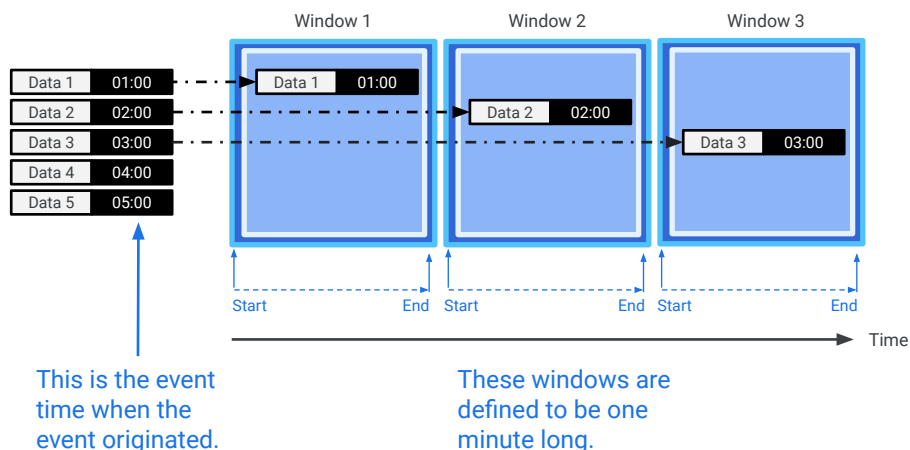 Window 1 Window 2 Window 3
Data 1 01:00 Data 1 01:00
Data 2 02:00 Data 2 02:00
Data 3 03:00 Data 3 03:00
Data 4 04:00
Data 5 05:00
Start End Start End Start End
Time
This is the event
time when the
event originated.
These windows are
defined to be one
minute long.